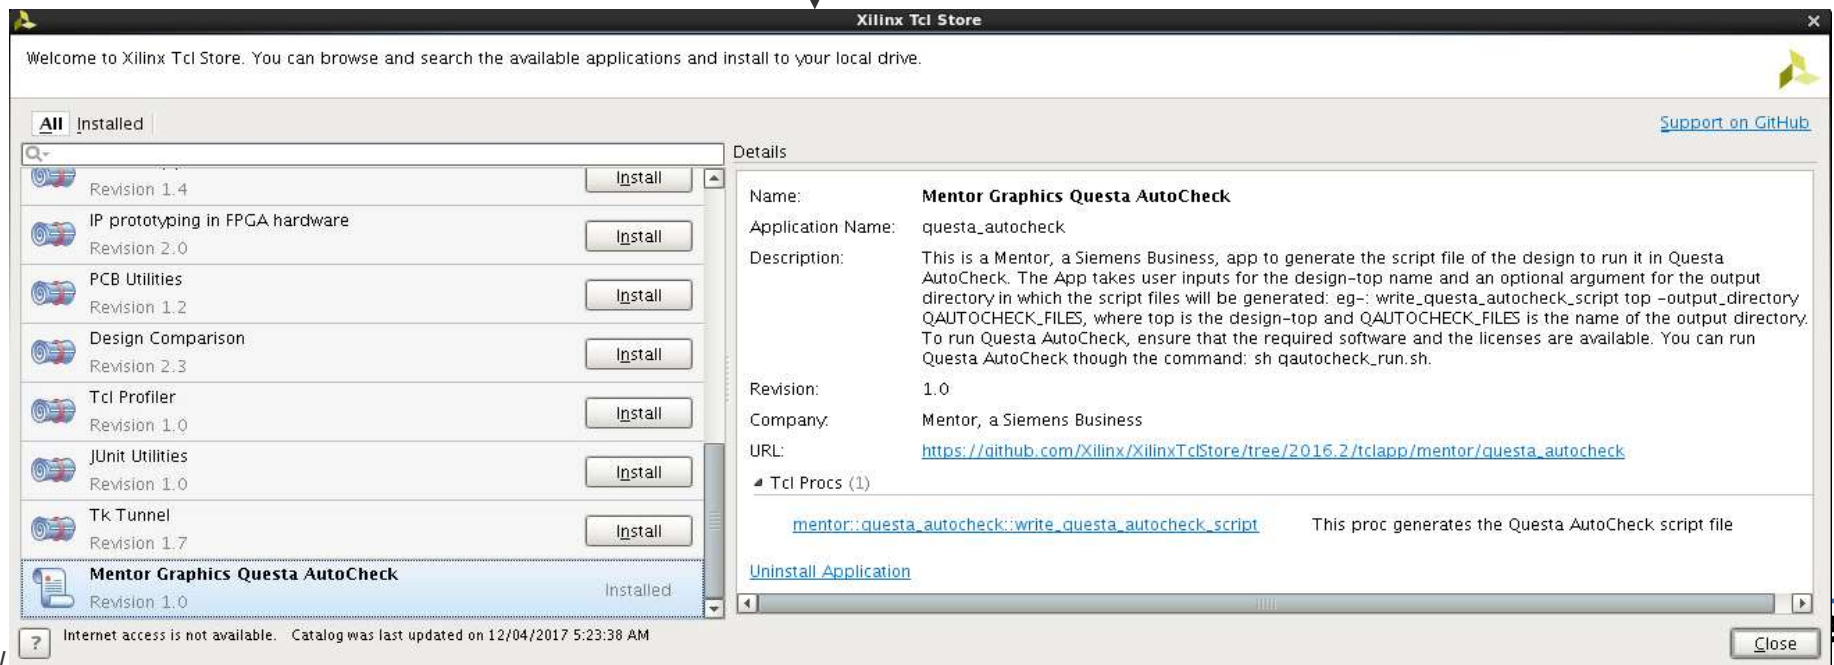 Xilinx Tcl Store
Welcome to Xilinx Tcl Store. You can browse and search the available applications and install to your local drive.
All Installed
Support on GitHub
Details
Revision 1.4
Install
IP prototyping in FPGA hardware
Revision 2.0
Install
PCB Utilities
Revision 1.2
Install
Design Comparison
Revision 2.3
Install
Tcl Profiler
Revision 1.0
Install
JUnit Utilities
Revision 1.0
Install
Tk Tunnel
Revision 1.7
Install
Mentor Graphics Questa AutoCheck
Revision 1.0
Installed
Name: Mentor Graphics Questa AutoCheck
Application Name: questa_autocheck
Description: This is a Mentor, a Siemens Business, app to generate the script file of the design to run it in Questa
AutoCheck. The App takes user inputs for the design-top name and an optional argument for the output
directory in which the script files will be generated: eg-: write_questa_autocheck_script top -output_directory
QAUTOCHECK_FILES, where top is the design-top and QAUTOCHECK_FILES is the name of the output directory.
To run Questa AutoCheck, ensure that the required software and the licenses are available. You can run
Questa AutoCheck though the command: sh qautocheck_run.sh.
Revision: 1.0
Company: Mentor, a Siemens Business
URL: https://github.com/Xilinx/XilinxTclStore/tree/2016.2/tclapp/mentor/questa_autocheck
Tcl Procs (1)
mentor::questa_autocheck::write_questa_autocheck_script This proc generates the Questa AutoCheck script file
Uninstall Application
? Internet access is not available. Catalog was last updated on 12/04/2017 5:23:38 AM
Close